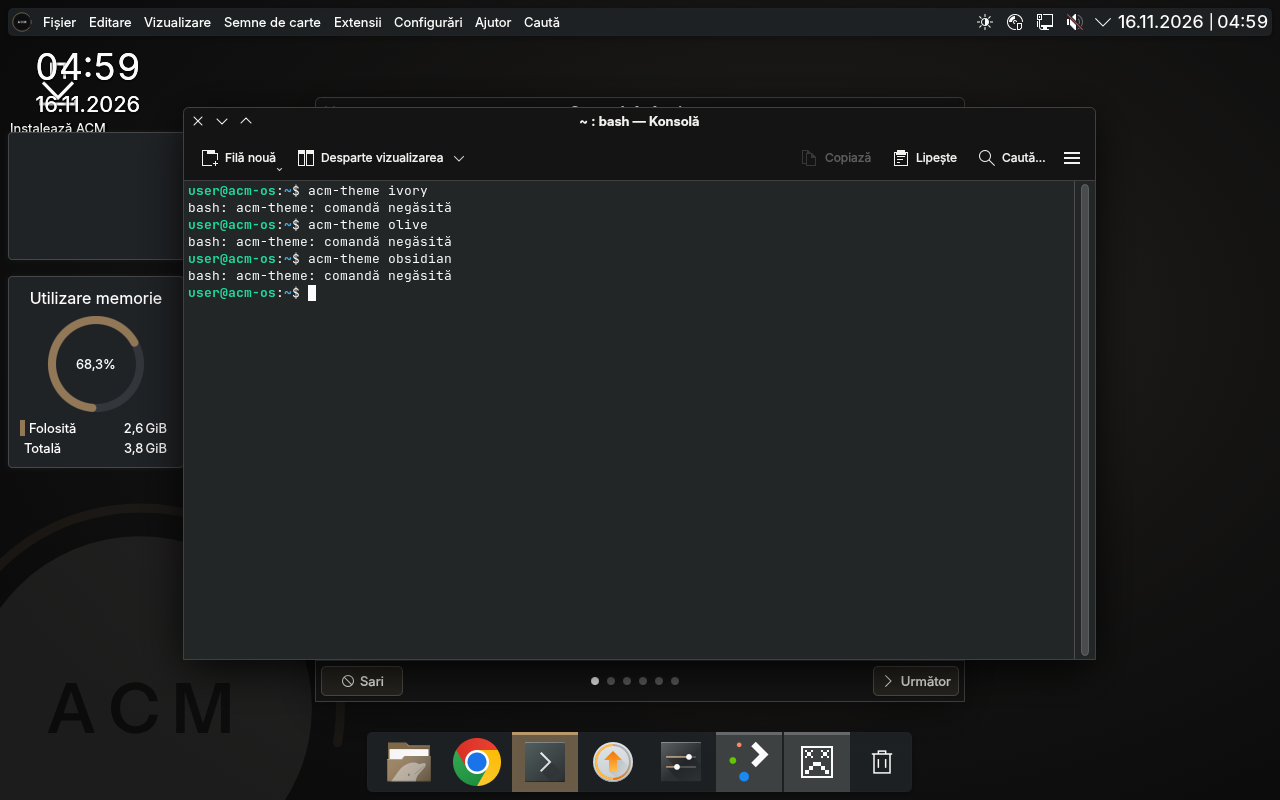 Fișier Editare Vizualizare Semne de carte Extensii Configurări Ajutor Caută
16.11.2026 | 04:59
04:59
16.11.2026
Instalează ACM
~ : bash — Konsolă
Filă nouă Desparte vizualizarea Copiază Lipește Caută...
user@acm-os:~$ acm-theme ivory
bash: acm-theme: comandă negăsită
user@acm-os:~$ acm-theme olive
bash: acm-theme: comandă negăsită
user@acm-os:~$ acm-theme obsidian
bash: acm-theme: comandă negăsită
user@acm-os:~$
Utilizare memorie
68,3%
Folosită 2,6 GiB
Totală 3,8 GiB
Sari Următor
ACM